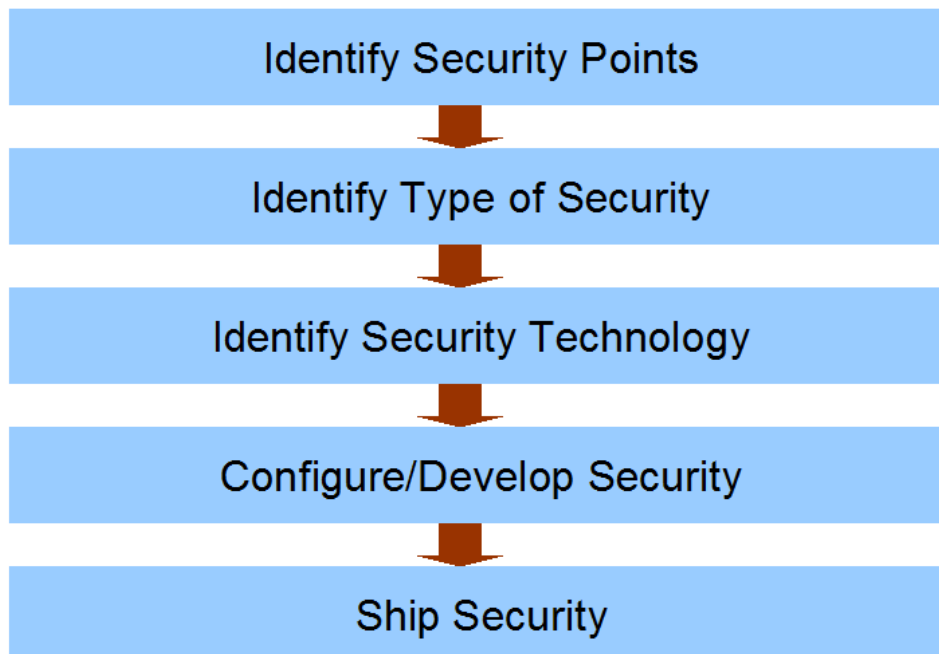 Identify Security Points
Identify Type of Security
Identify Security Technology
Configure/Develop Security
Ship Security